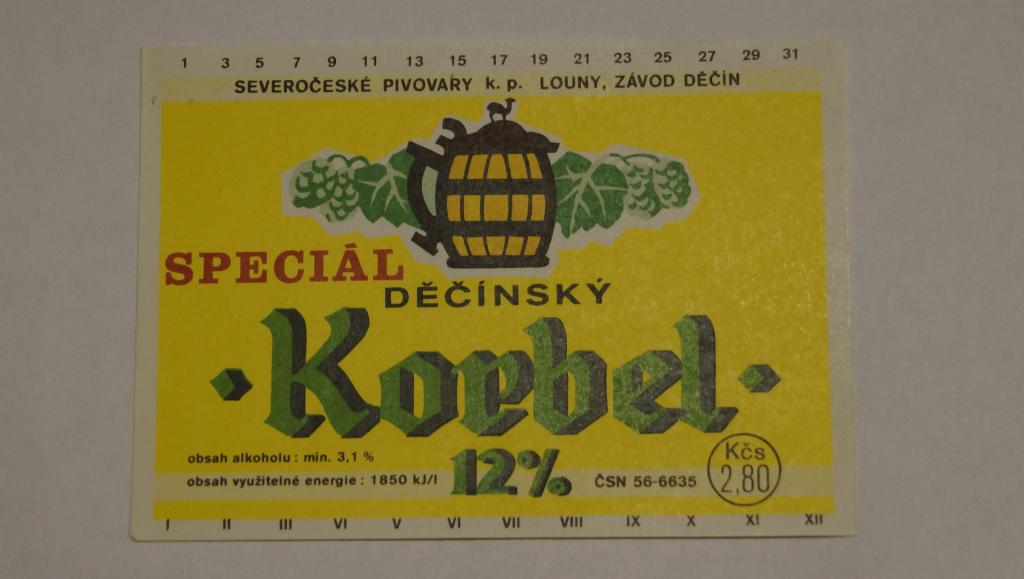 1 3 5 7 9 11 13 15 17 19 21 23 25 27 29 31
SEVEROČESKÉ PIVOVARY k. p. LOUNY, ZÁVOD DĚČÍN
SPECIÁL
DĚČÍNSKÝ
Korbel
obsah alkoholu : min. 3,1 %
obsah využitelné energie : 1850 kJ/l
12%
ČSN 56-6635
Kčs
2,80
I II III VI V VI VII VIII IX X XI XII